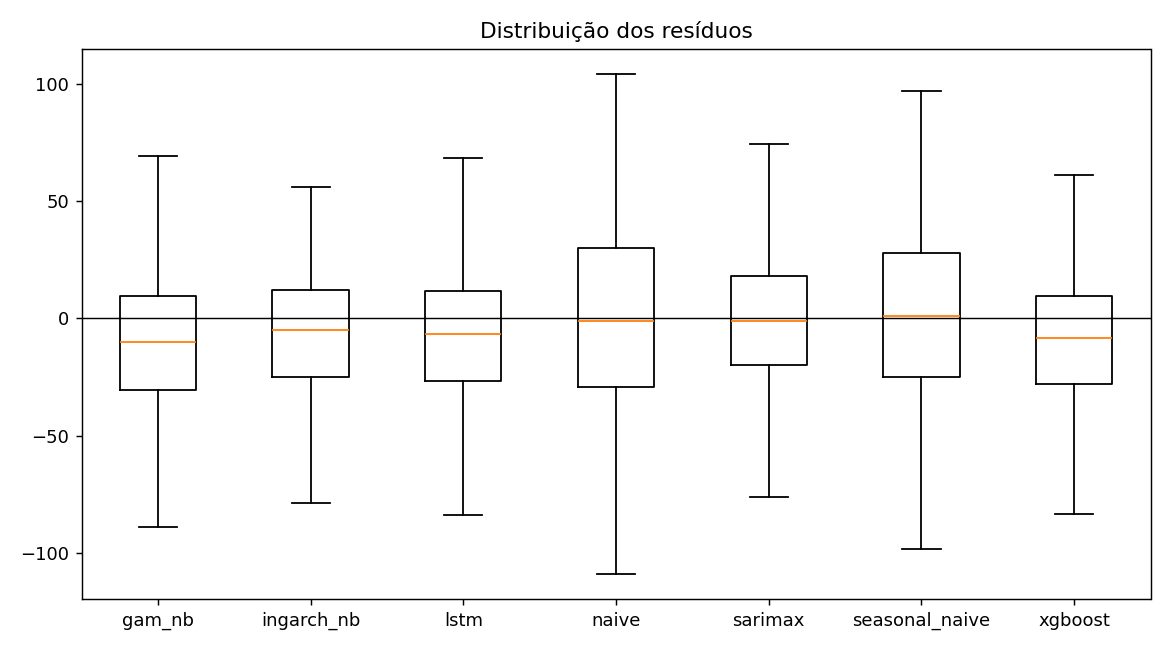 Distribuição dos resíduos
100
50
0
−50
−100
gam_nb ingarch_nb lstm naive sarimax seasonal_naive xgboost